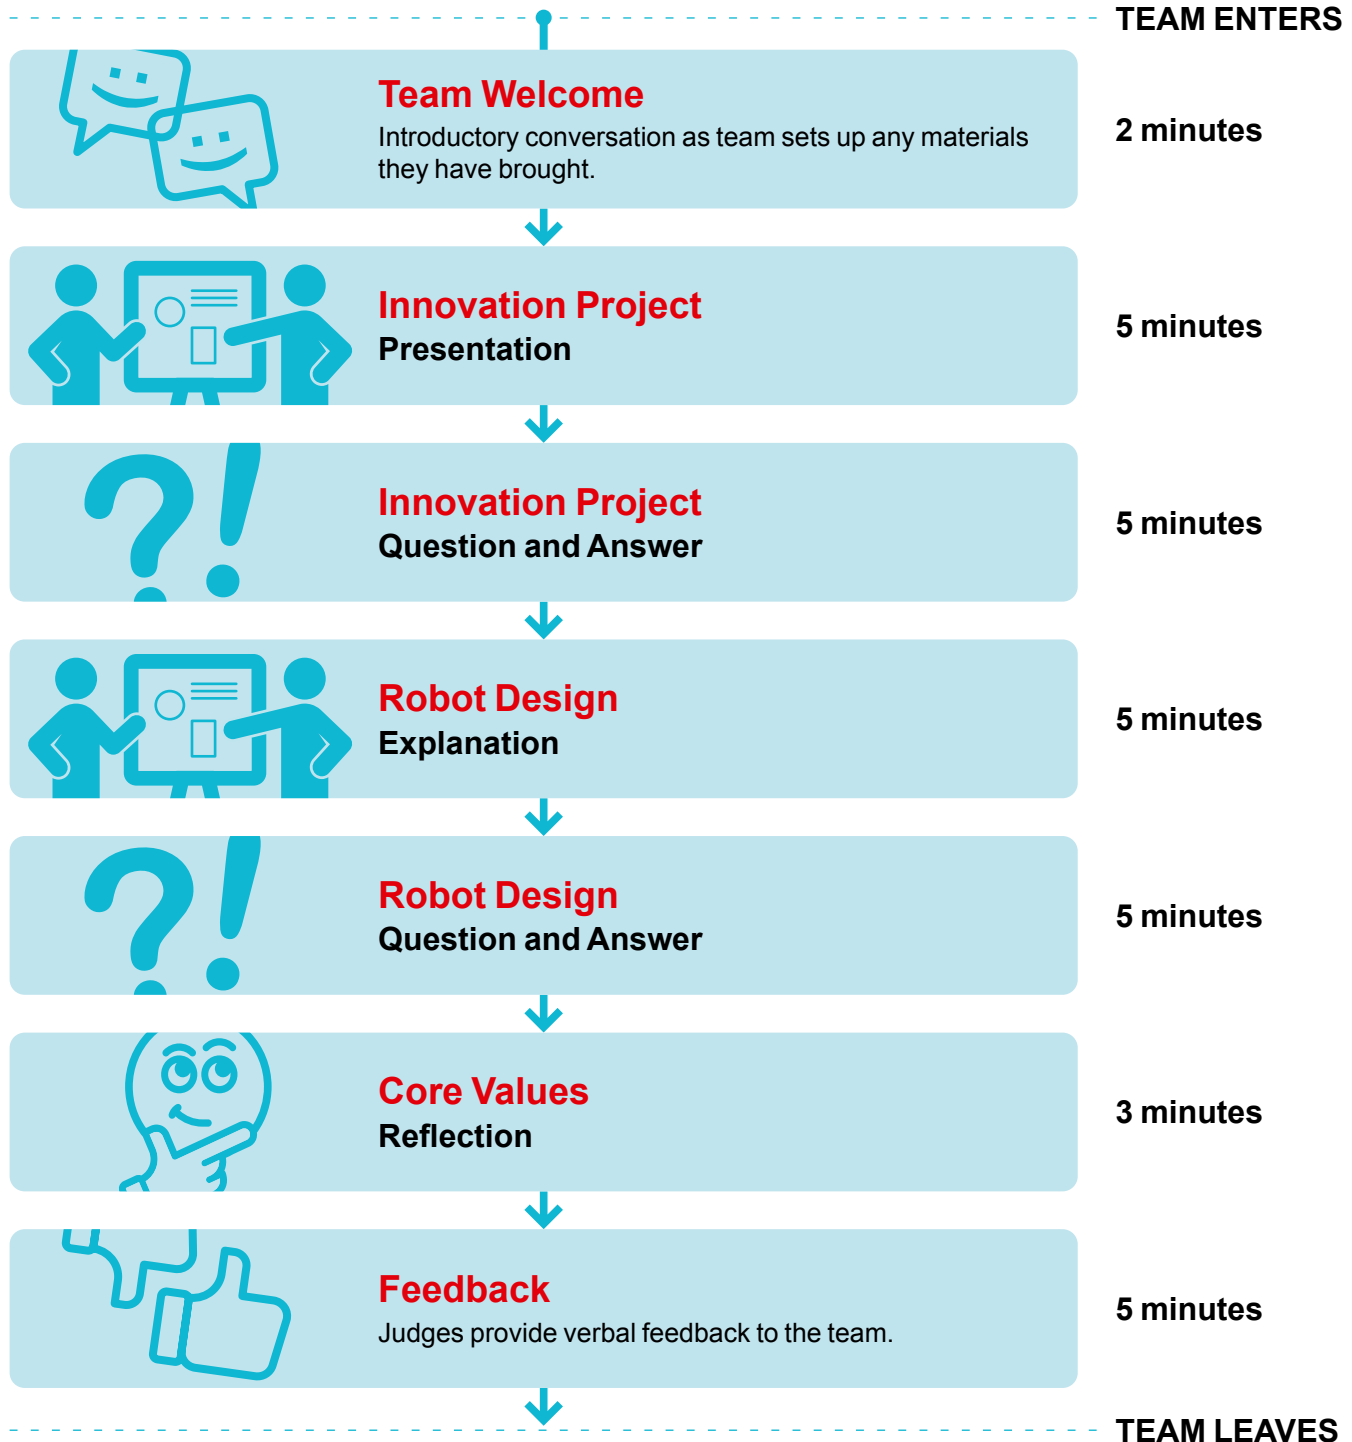 TEAM ENTERS
Team Welcome
Introductory conversation as team sets up any materials
they have brought.
2 minutes
Innovation Project
Presentation
5 minutes
Innovation Project
Question and Answer
5 minutes
Robot Design
Explanation
5 minutes
Robot Design
Question and Answer
5 minutes
Core Values
Reflection
3 minutes
Feedback
Judges provide verbal feedback to the team.
5 minutes
TEAM LEAVES